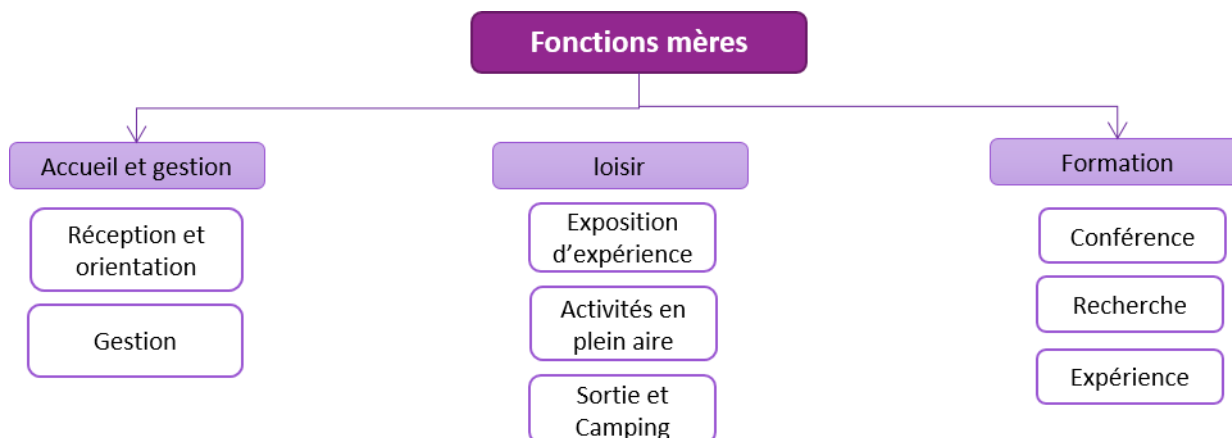 Fonctions mères
Accueil et gestion
Réception et
orientation
Gestion
loisir
Exposition
d’expérience
Activités en
plein aire
Sortie et
Camping
Formation
Conférence
Recherche
Expérience